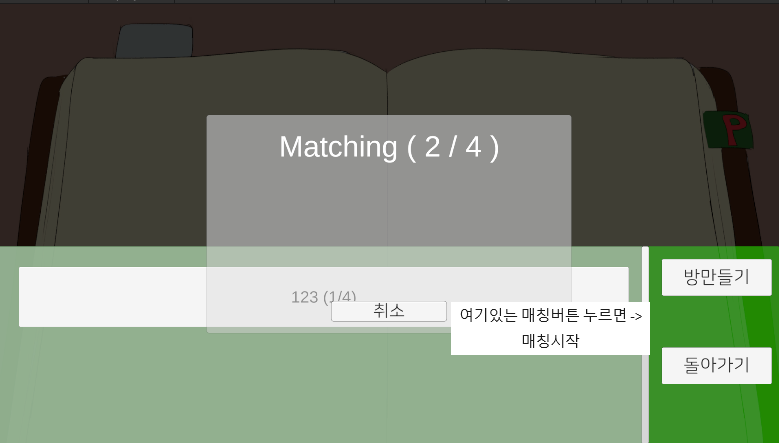 P
Matching ( 2 / 4 )
방만들기
123 (1/4)
취소
여기있는 매칭버튼 누르면 ->
매칭시작
돌아가기